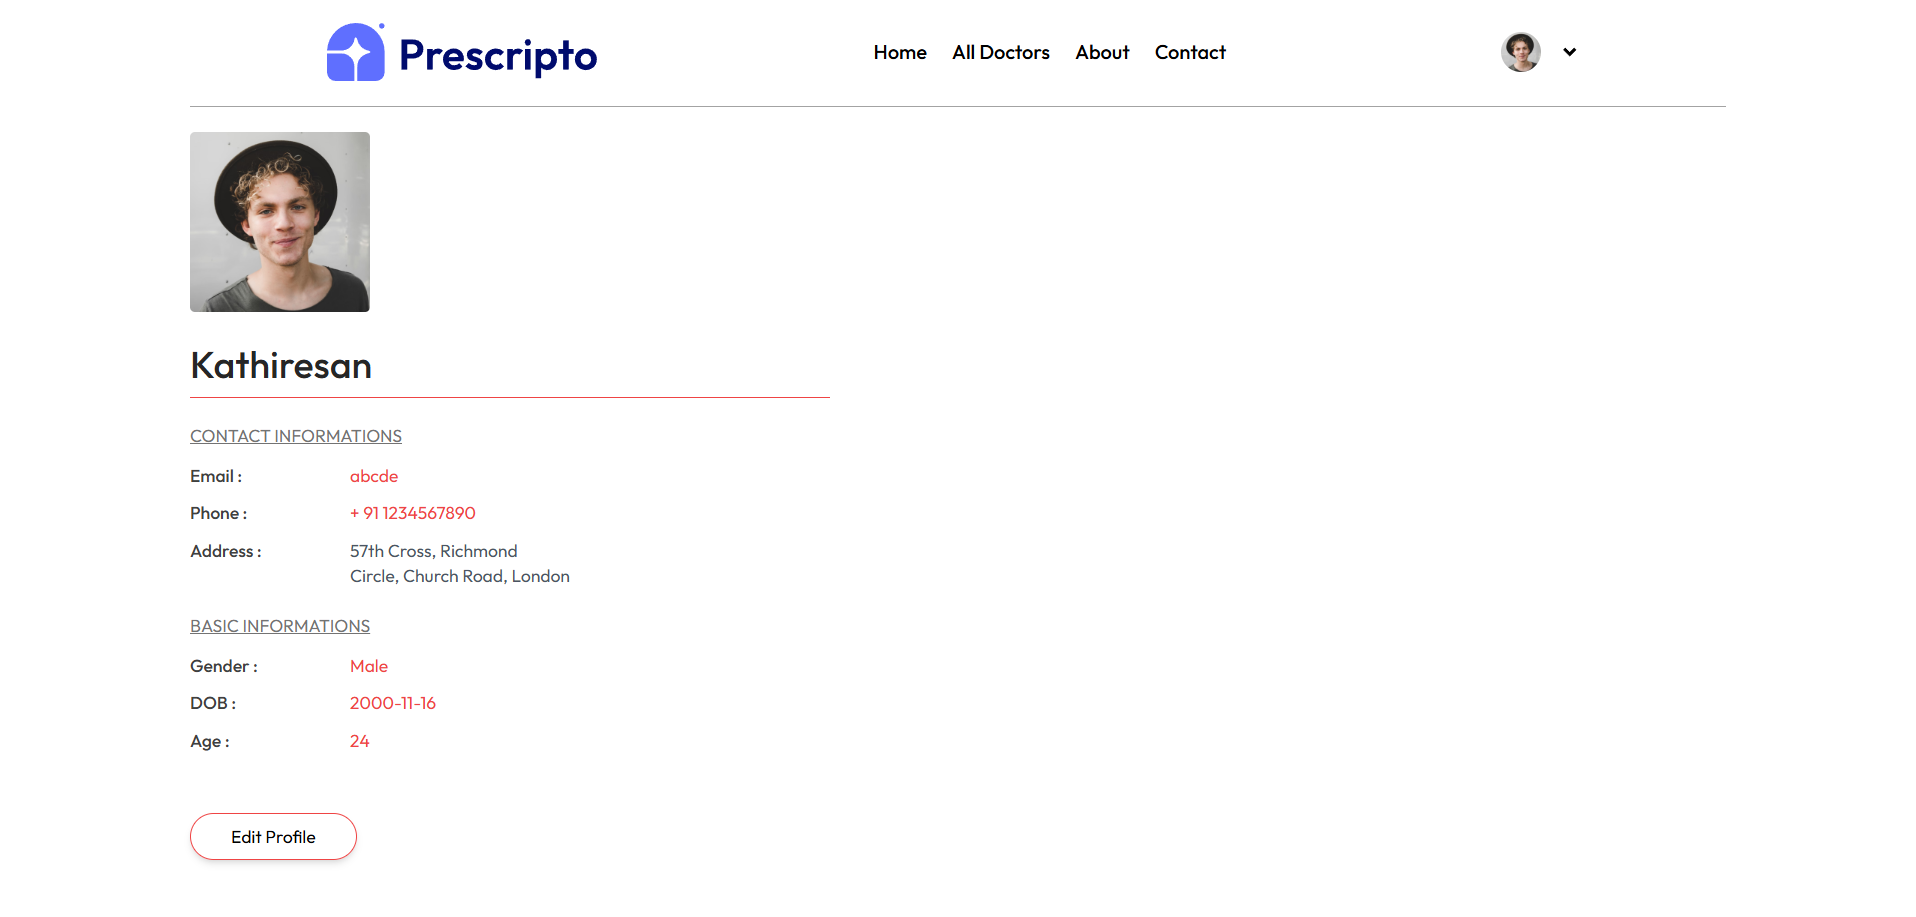 Prescripto
Home
All Doctors
About
Contact
Kathiresan
CONTACT INFORMATIONS
Email : abcde
Phone : + 91 1234567890
Address : 57th Cross, Richmond
Circle, Church Road, London
BASIC INFORMATIONS
Gender : Male
DOB : 2000-11-16
Age : 24
Edit Profile